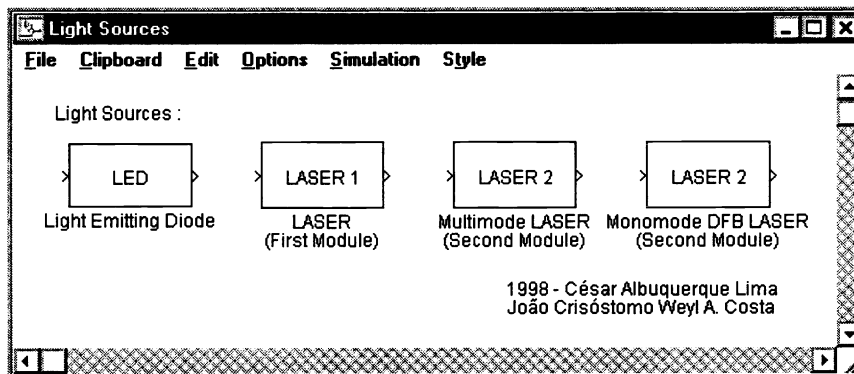 Light Sources
File Clipboard Edit Options Simulation Style
Light Sources :
LED LASER 1 LASER 2 LASER 2
Light Emitting Diode LASER Multimode LASER Monomode DFB LASER
(First Module) (Second Module) (Second Module)
1998 - César Albuquerque Lima
João Crisóstomo Weyl A. Costa